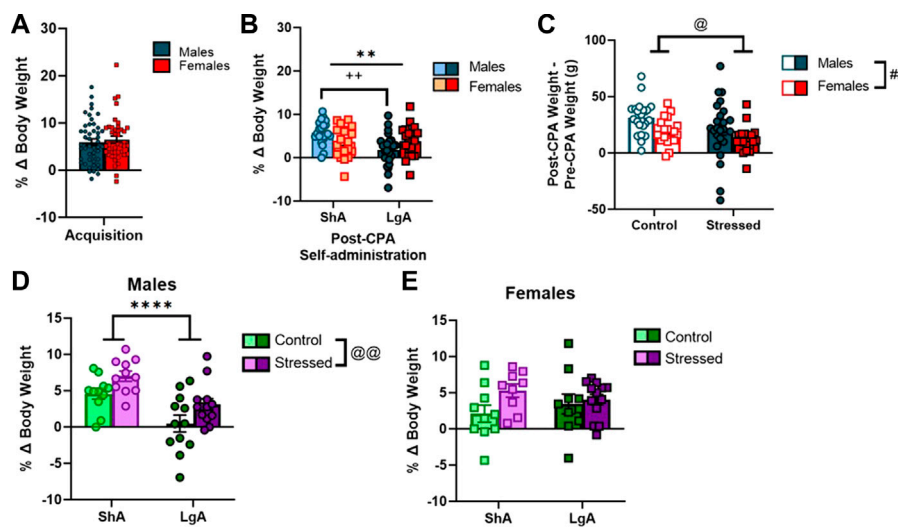 A
% Δ Body Weight
30
20
10
0
-10
Males
Females
Acquisition
B
% Δ Body Weight
30
20
10
0
-10
**
++
Males
Females
ShA
LgA
Post-CPA
Self-administration
C
Post-CPA Weight -
Pre-CPA Weight (g)
100
50
0
-50
@
Males
Females
#
Control
Stressed
D
Males
% Δ Body Weight
15
10
5
0
-5
-10
****
Control
Stressed
@@
ShA
LgA
E
Females
% Δ Body Weight
15
10
5
0
-5
-10
Control
Stressed
ShA
LgA